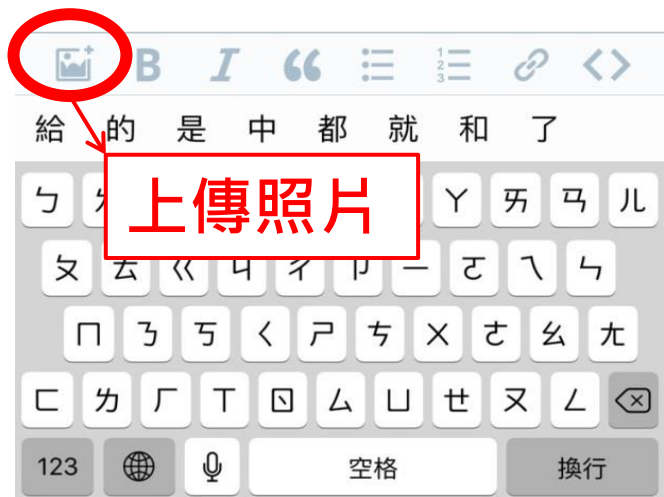 B I
給 的 是 中 都 就 和 了
上傳照片
ㄅ ㄚ ㄞ ㄢ ㄦ
ㄆ ㄊ ㄍ ㄐ ㄔ ㄗ ㄧ ㄛ ㄟ ㄣ
ㄇ ㄋ ㄎ ㄑ ㄕ ㄘ ㄨ ㄜ ㄠ ㄤ
ㄈ ㄌ ㄏ ㄒ ㄖ ㄙ ㄩ ㄝ ㄡ ㄥ
123 空格 換行